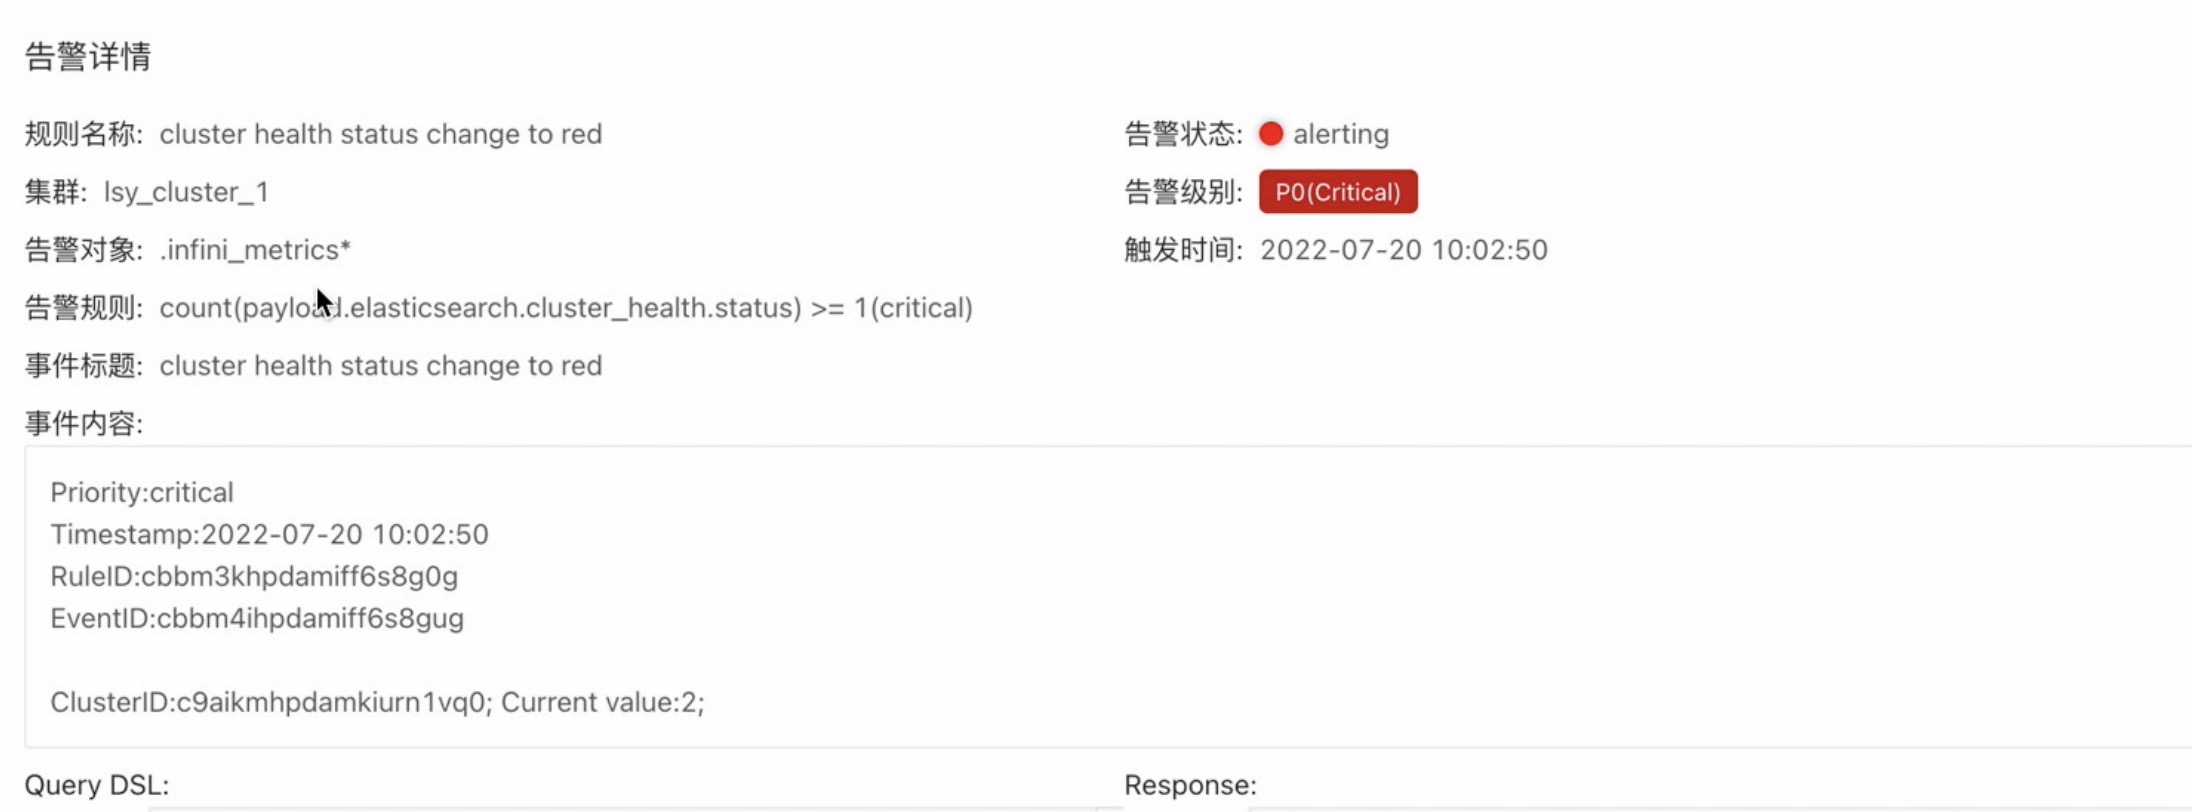 告警详情
规则名称: cluster health status change to red
告警状态: alerting
集群: lsy_cluster_1
告警级别: P0(Critical)
告警对象: .infini_metrics*
触发时间: 2022-07-20 10:02:50
告警规则: count(payload.elasticsearch.cluster_health.status) >= 1(critical)
事件标题: cluster health status change to red
事件内容:
Priority:critical
Timestamp:2022-07-20 10:02:50
RuleID:cbbm3khpdamiff6s8g0g
EventID:cbbm4ihpdamiff6s8gug
ClusterID:c9aikmhpdamkiurn1vq0; Current value:2;
Query DSL:
Response: